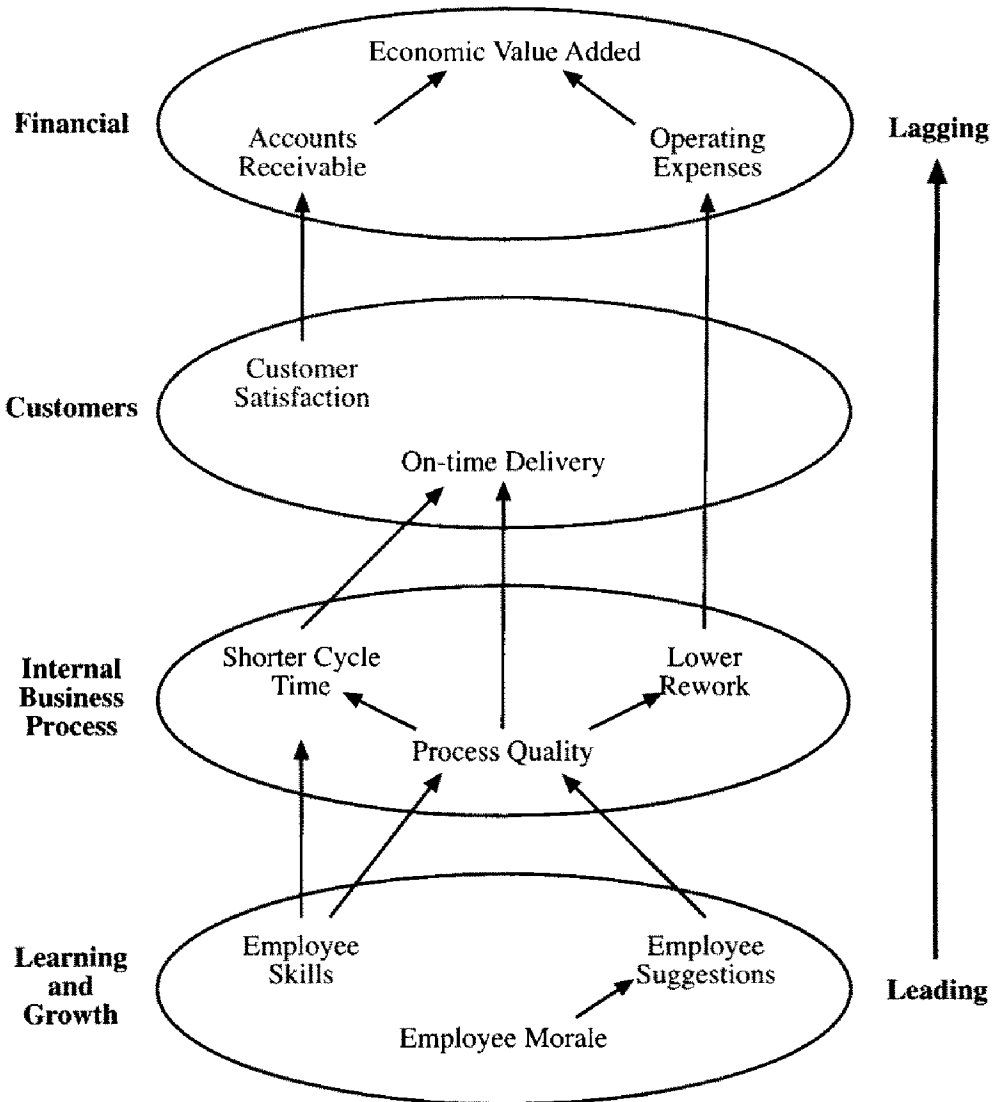 Economic Value Added
Financial
Accounts
Receivable
Operating
Expenses
Lagging
Customer
Satisfaction
Customers
On-time Delivery
Internal
Business
Process
Shorter Cycle
Time
Lower
Rework
Process Quality
Learning
and
Growth
Employee
Skills
Employee
Suggestions
Employee Morale
Leading